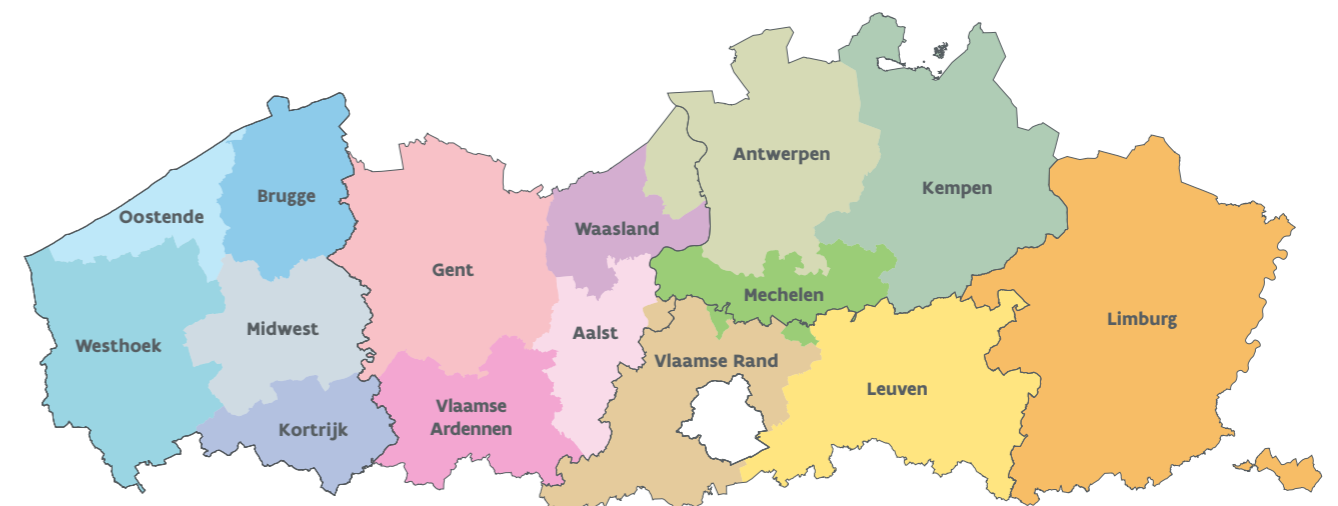 Antwerpen
Kempen
Brugge
Oostende
Waasland
Gent
Mechelen
Limburg
Midwest
Aalst
Westhoek
Vlaamse Rand
Leuven
Vlaamse
Ardennen
Kortrijk